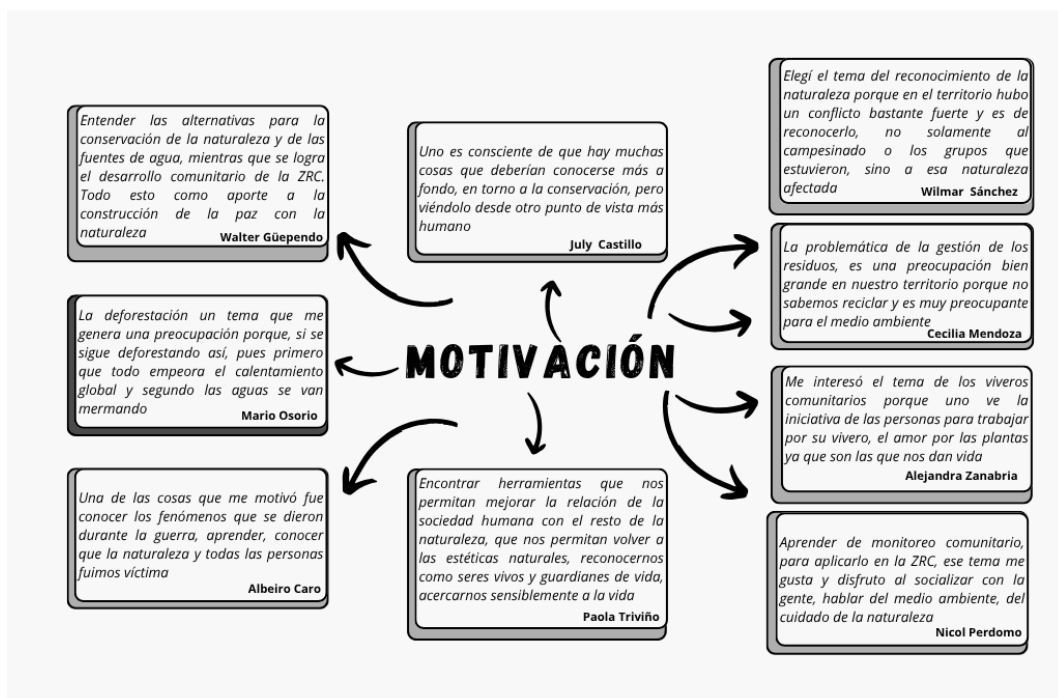 Entender las alternativas para la
conservación de la naturaleza y de las
fuentes de agua, mientras que se logra
el desarrollo comunitario de la ZRC.
Todo esto como aporte a la
construcción de la paz con la
naturaleza
Walter Güependo
La deforestación un tema que me
genera una preocupación porque, si se
sigue deforestando así, pues primero
que todo empeora el calentamiento
global y segundo las aguas se van
mermando
Mario Osorio
Una de las cosas que me motivó fue
conocer los fenómenos que se dieron
durante la guerra, aprender, conocer
que la naturaleza y todas las personas
fuimos víctima
Albeiro Caro
Uno es consciente de que hay muchas
cosas que deberían conocerse más a
fondo, en torno a la conservación, pero
viéndolo desde otro punto de vista más
humano
July Castillo
MOTIVACIÓN
Encontrar herramientas que nos
permitan mejorar la relación de la
sociedad humana con el resto de la
naturaleza, que nos permitan volver a
las estéticas naturales, reconocernos
como seres vivos y guardianes de vida,
acercarnos sensiblemente a la vida
Paola Triviño
Elegí el tema del reconocimiento de la
naturaleza porque en el territorio hubo
un conflicto bastante fuerte y es de
reconocerlo, no solamente al
campesinado o los grupos que
estuvieron, sino a esa naturaleza
afectada
Wilmar Sánchez
La problemática de la gestión de los
residuos, es una preocupación bien
grande en nuestro territorio porque no
sabemos reciclar y es muy preocupante
para el medio ambiente
Cecilia Mendoza
Me interesó el tema de los viveros
comunitarios porque uno ve la
iniciativa de las personas para trabajar
por su vivero, el amor por las plantas
ya que son las que nos dan vida
Alejandra Zanabria
Aprender de monitoreo comunitario,
para aplicarlo en la ZRC, ese tema me
gusta y disfruto al socializar con la
gente, hablar del medio ambiente, del
cuidado de la naturaleza
Nicol Perdomo